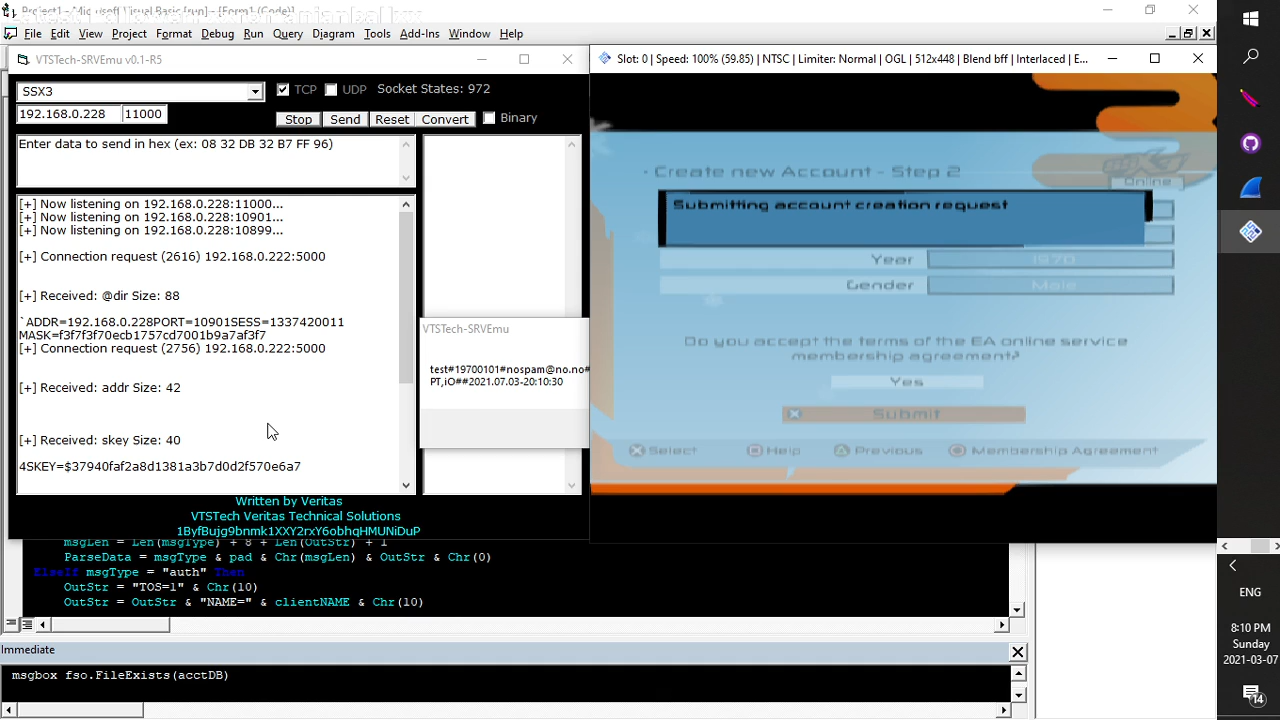 Project1 - Microsoft Visual Basic [run] - [Form1 (Code)]
File Edit View Project Format Debug Run Query Diagram Tools Add-Ins Window Help
VTSTech-SRVEmu v0.1-R5
SSX3
TCP UDP Socket States: 972
192.168.0.228 11000
Stop Send Reset Convert Binary
Enter data to send in hex (ex: 08 32 DB 32 B7 FF 96)
[+] Now listening on 192.168.0.228:11000...
[+] Now listening on 192.168.0.228:10901...
[+] Now listening on 192.168.0.228:10899...
[+] Connection request (2616) 192.168.0.222:5000
[+] Received: @dir Size: 88
`ADDR=192.168.0.228PORT=10901SESS=1337420011
MASK=f3f7f3f70ecb1757cd7001b9a7af3f7
[+] Connection request (2756) 192.168.0.222:5000
[+] Received: addr Size: 42
[+] Received: skey Size: 40
4SKEY=$37940faf2a8d1381a3b7d0d2f570e6a7
Written by Veritas
VTSTech Veritas Technical Solutions
1ByfBujg9bnmk1XXY2rxY6obhqHMUNiDuP
VTSTech-SRVEmu
test#19700101#nospam@no.no#
PT,iO##2021.07.03-20:10:30
Slot: 0 | Speed: 100% (59.85) | NTSC | Limiter: Normal | OGL | 512x448 | Blend bff | Interlaced | E...
Create new Account - Step 2
Online
Submitting account creation request
Year 1970
Gender Male
Do you accept the terms of the EA online service
membership agreement?
Yes
Submit
Select Help Previous Membership Agreement
msgLen = Len(msgType) + 8 + Len(OutStr) + 1
ParseData = msgType & pad & Chr(msgLen) & OutStr & Chr(0)
ElseIf msgType = "auth" Then
OutStr = "TOS=1" & Chr(10)
OutStr = OutStr & "NAME=" & clientNAME & Chr(10)
Immediate
msgbox fso.FileExists(acctDB)
ENG
8:10 PM
Sunday
2021-03-07
14